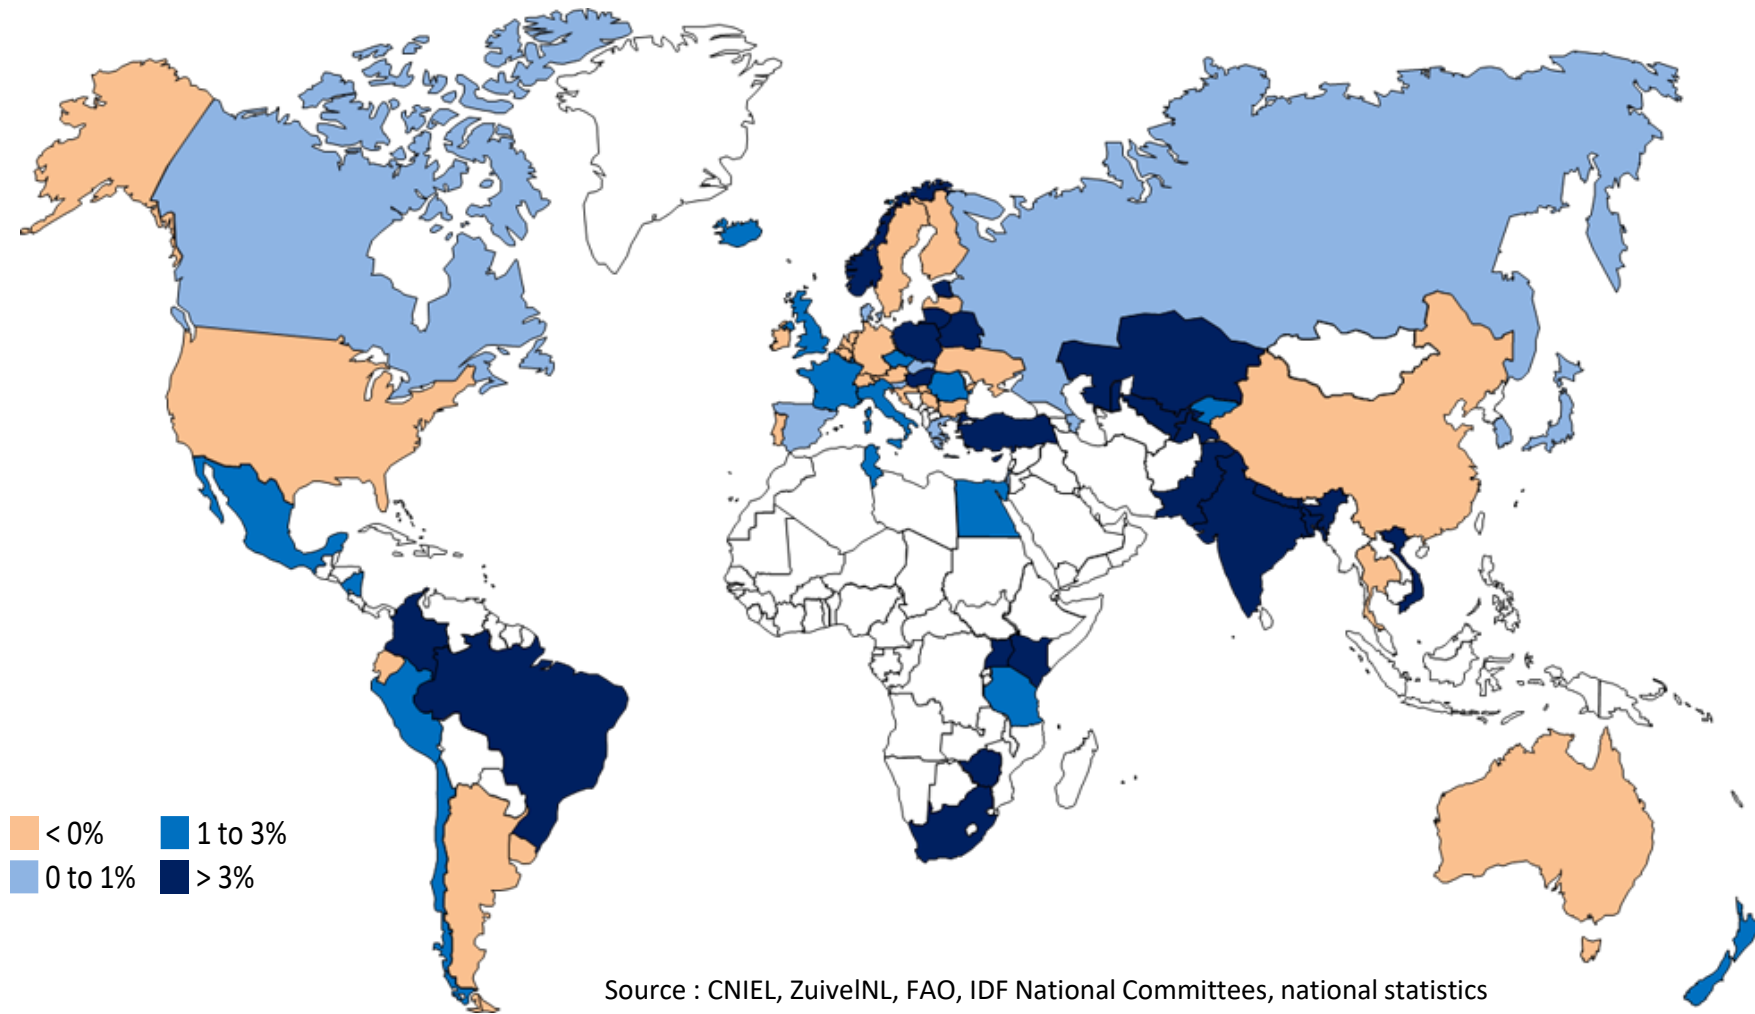 < 0%
1 to 3%
0 to 1%
> 3%
Source : CNIEL, ZuivelNL, FAO, IDF National Committees, national statistics